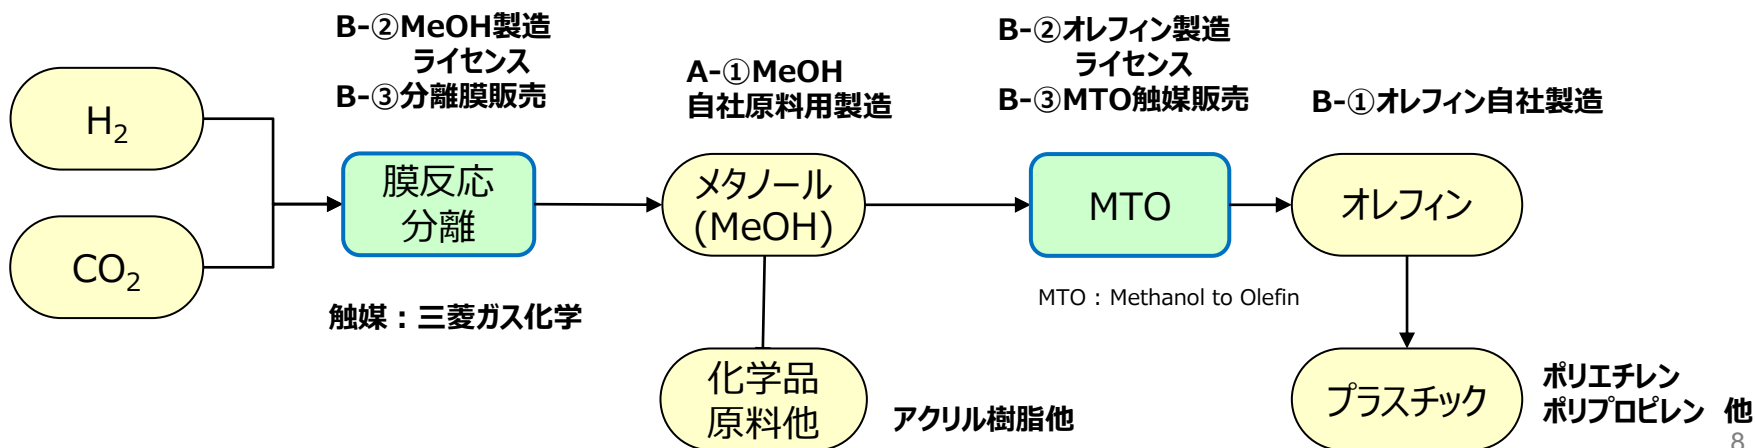 B-②MeOH製造
ライセンス
B-③分離膜販売
A-①MeOH
自社原料用製造
B-②オレフィン製造
ライセンス
B-③MTO触媒販売
B-①オレフィン自社製造
H₂
CO₂
膜反応
分離
メタノール
(MeOH)
MTO
オレフィン
触媒：三菱ガス化学
MTO : Methanol to Olefin
化学品
原料他
アクリル樹脂他
プラスチック
ポリエチレン
ポリプロピレン 他
8